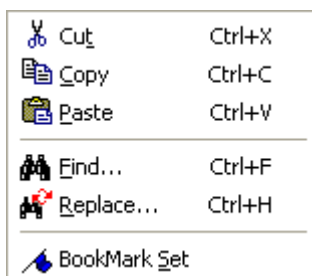 Cut Ctrl+X
Copy Ctrl+C
Paste Ctrl+V
Find... Ctrl+F
Replace... Ctrl+H
BookMark Set